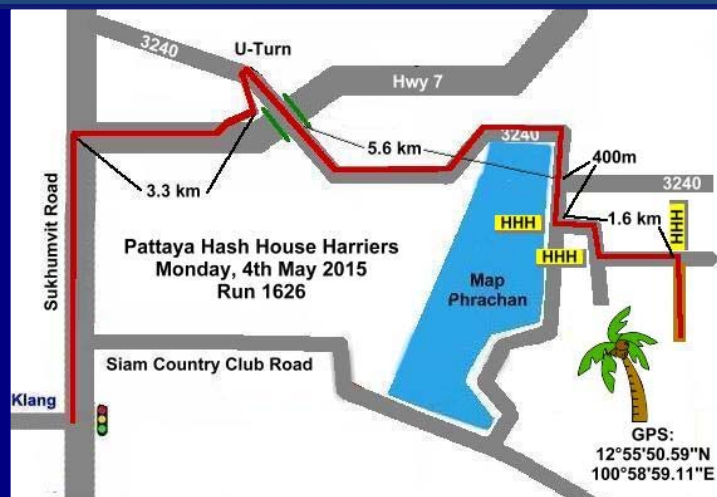 3240
U-Turn
Hwy 7
3240
5.6 km
400m
3240
3.3 km
1.6 km
HHH
HHH
HHH
Sukhumvit Road
Pattaya Hash House Harriers
Monday, 4th May 2015
Run 1626
Map
Phrachan
Siam Country Club Road
Klang
GPS:
12°55'50.59"N
100°58'59.11"E